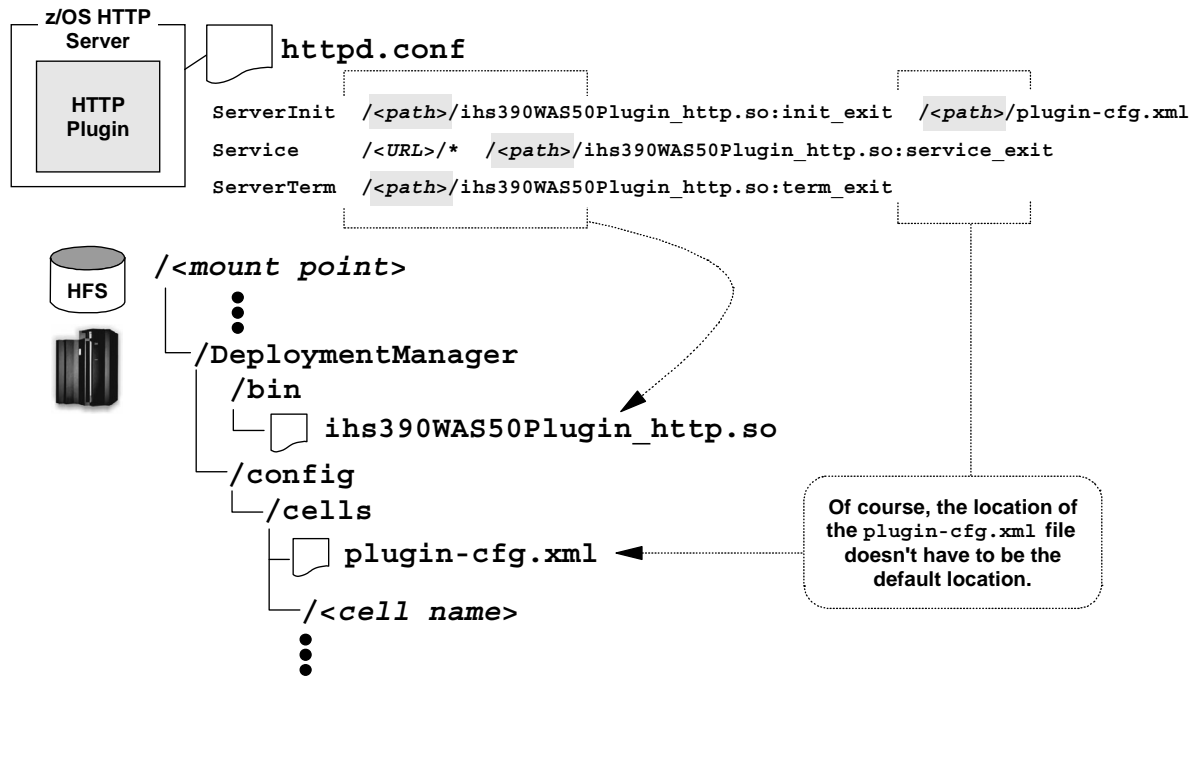 z/OS HTTP
Server
HTTP
Plugin
httpd.conf
ServerInit /<path>/ihs390WAS50Plugin_http.so:init_exit /<path>/plugin-cfg.xml
Service /<URL>/* /<path>/ihs390WAS50Plugin_http.so:service_exit
ServerTerm /<path>/ihs390WAS50Plugin_http.so:term_exit
HFS
/<mount point>
/DeploymentManager
/bin
ihs390WAS50Plugin_http.so
/config
/cells
plugin-cfg.xml
/<cell name>
Of course, the location of
the plugin-cfg.xml file
doesn't have to be the
default location.